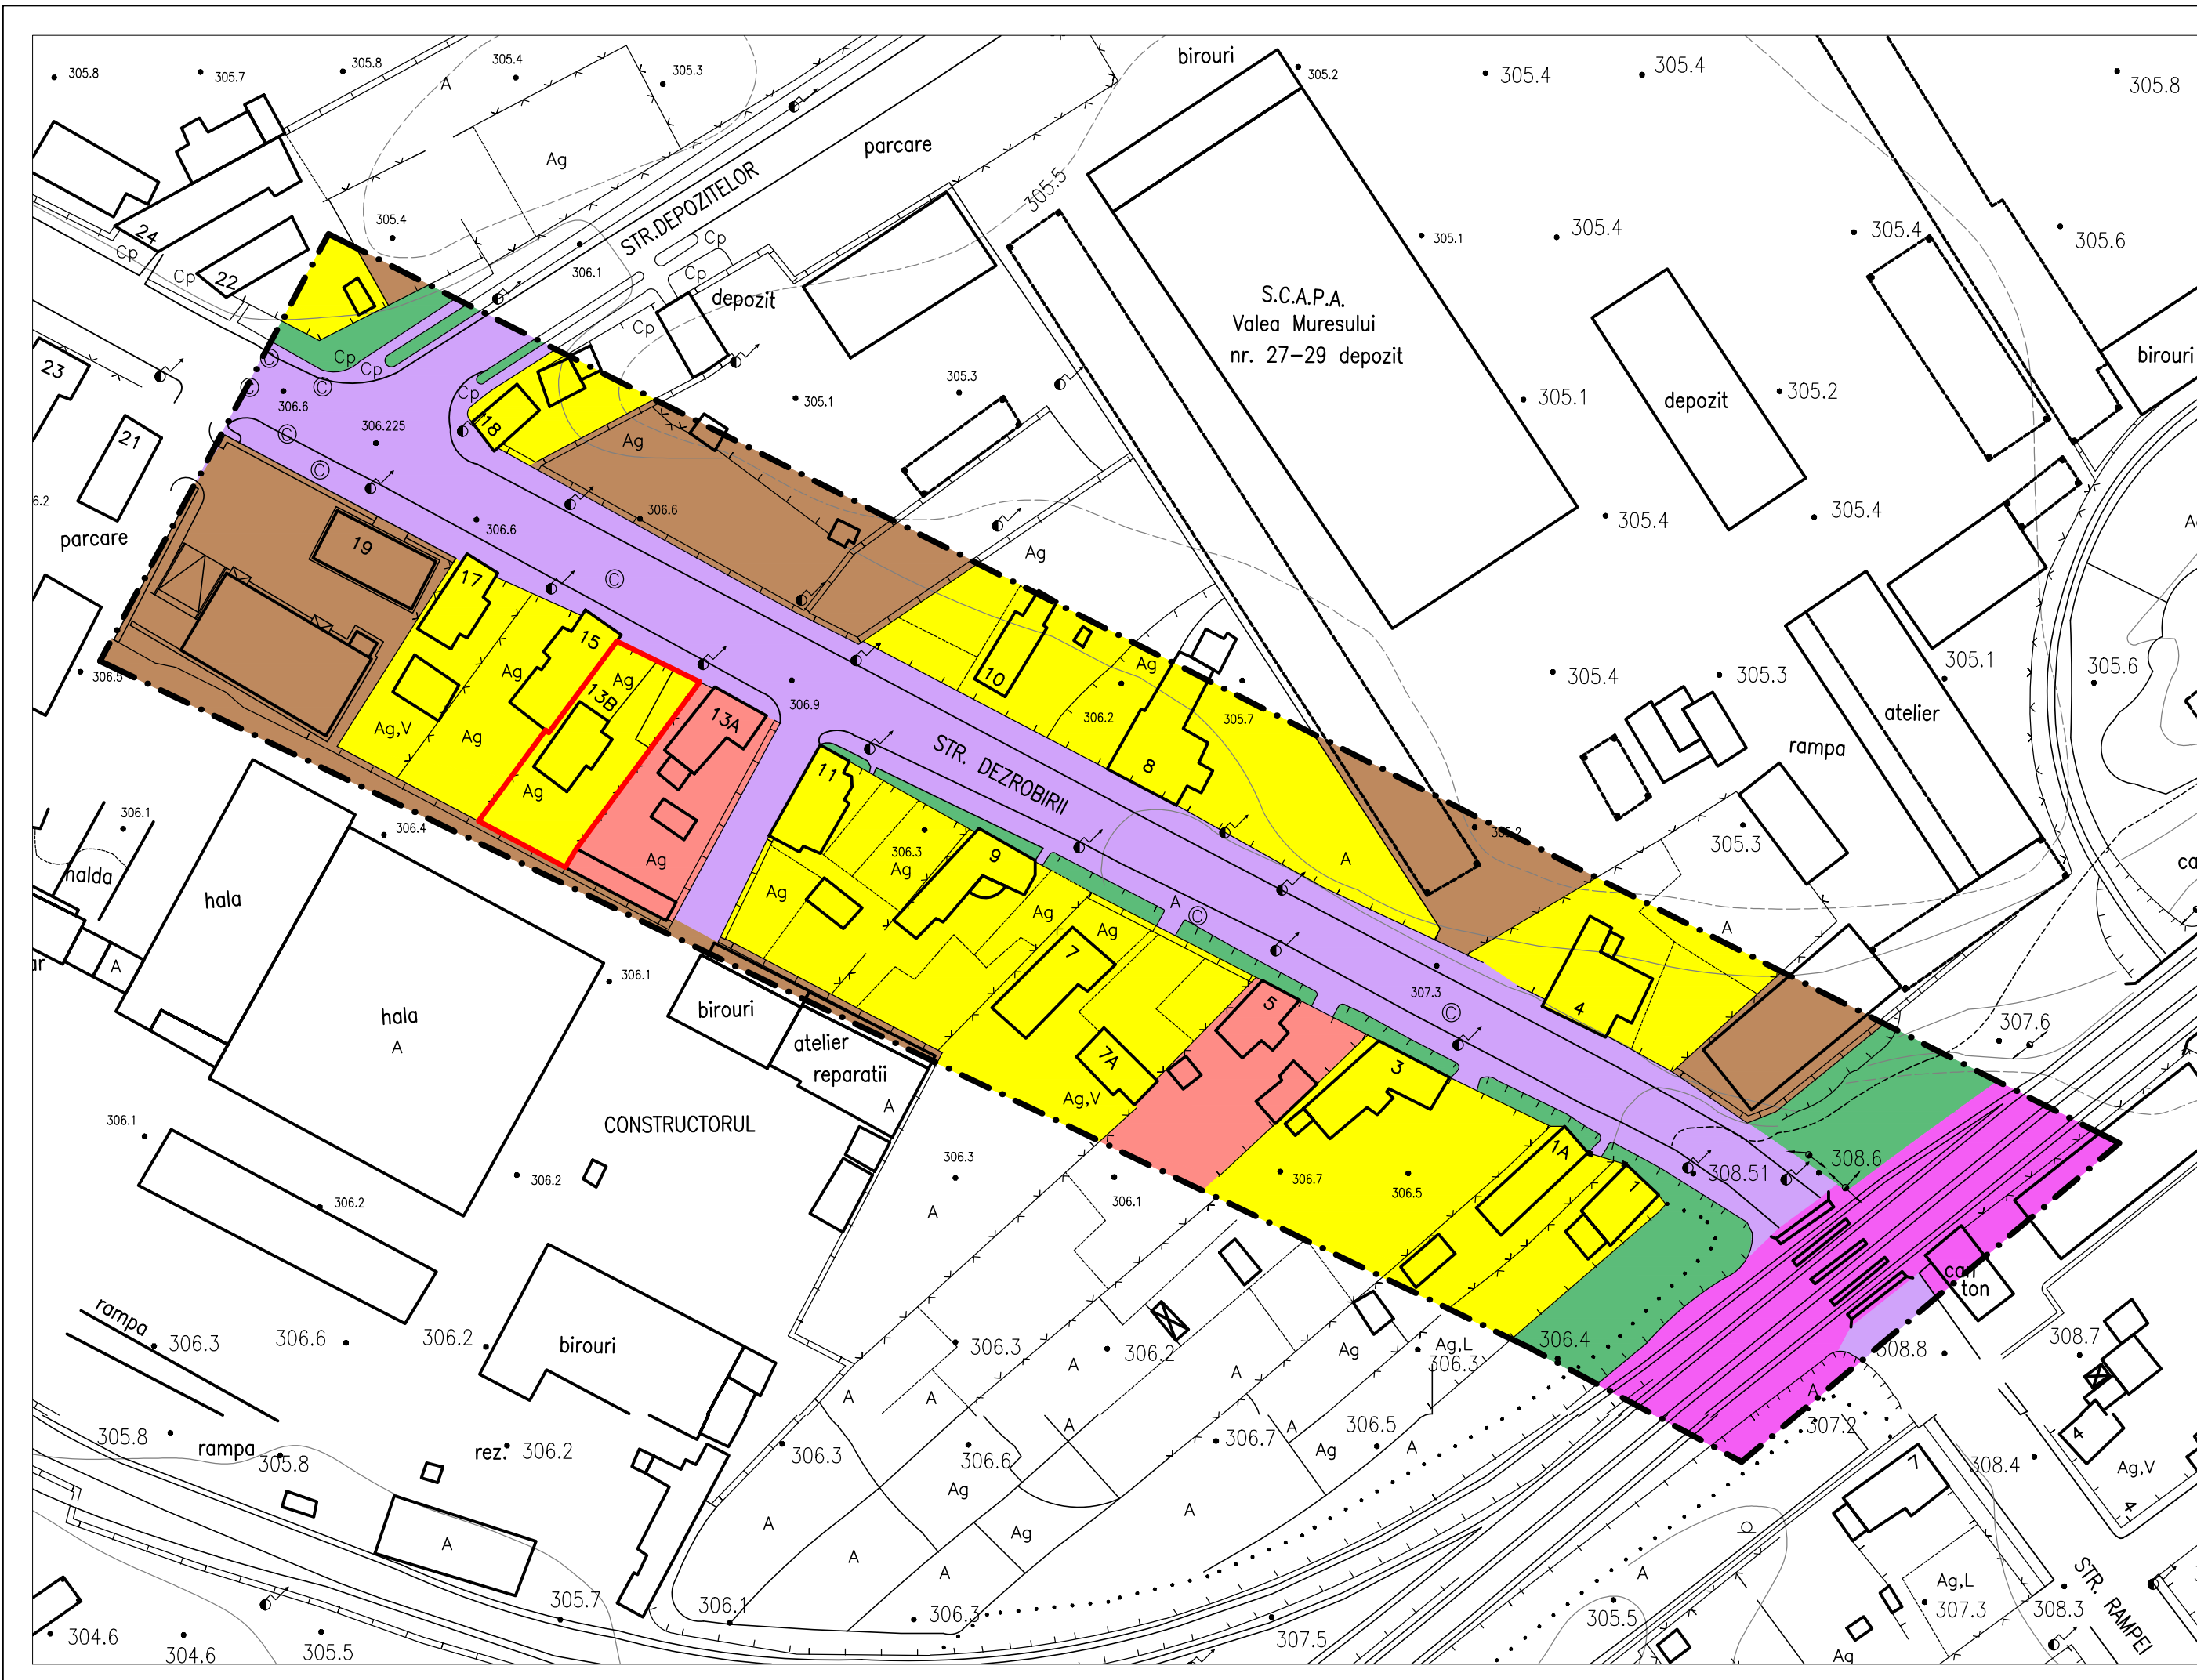 305.8
305.7
305.8
305.4
305.3
A
Ag
305.4
birouri
305.2
305.4
305.4
305.8
parcare
STR.DEPOZITELOR
305.5
24
Cp
Cp
22
Cp
Cp
306.1
depozit
Cp
305.1
305.4
305.4
305.6
S.C.A.P.A.
Valea Muresului
nr. 27-29 depozit
birouri
23
Cp
Cp
Cp
C
C
C
306.6
306.225
C
C
18
Ag
305.3
305.1
305.1
depozit
305.2
21
parcare
306.6
306.6
305.4
305.4
19
17
C
Ag
15
Ag
Ag
13B
13A
Ag,V
Ag
Ag
Ag
306.5
306.9
10
Ag
306.2
305.7
8
305.4
305.3
305.1
305.6
atelier
rampa
STR. DEZROBIRII
11
306.3
Ag
Ag
9
Ag
A
305.2
305.3
306.1
306.4
halda
hala
hala
A
A
306.1
birouri
atelier
reparatii
A
CONSTRUCTORUL
A
C
Ag
7
7A
Ag,V
5
307.3
C
4
A
307.6
3
306.7
306.5
1A
1
308.51
308.6
306.1
306.2
306.2
306.3
306.1
A
can
ton
308.8
308.7
rampa
306.3
306.6
306.2
birouri
306.3
306.2
A
A
Ag
Ag,L
306.3
306.4
A
307.2
305.8
rampa
305.8
rez.
306.2
A
A
A
A
306.3
306.6
306.7
306.5
Ag
A
Ag
A
Ag
A
A
A
A
308.4
4
Ag,V
4
7
304.6
304.6
305.5
305.7
306.1
306.3
307.5
305.5
A
Ag,L
307.3
308.3
STR. RAMPEI
Ag